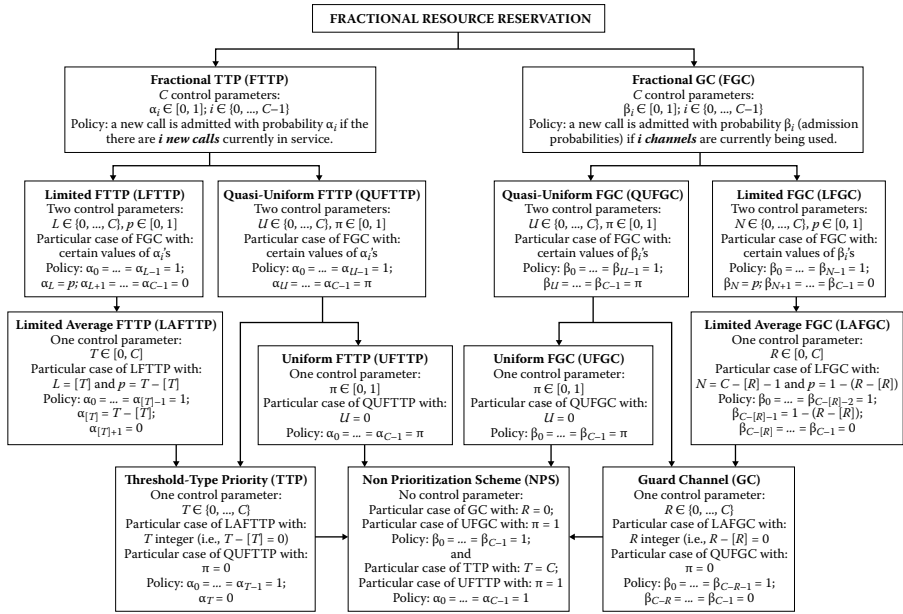 FRACTIONAL RESOURCE RESERVATION
Fractional TTP (FTTP)
C control parameters:
αi ∈ [0, 1]; i ∈ {0, ..., C−1}
Policy: a new call is admitted with probability αi if the
there are i new calls currently in service.
Fractional GC (FGC)
C control parameters:
βi ∈ [0, 1]; i ∈ {0, ..., C−1}
Policy: a new call is admitted with probability βi (admission
probabilities) if i channels are currently being used.
Limited FTTP (LFTTP)
Two control parameters:
L ∈ {0, ..., C}, p ∈ [0, 1]
Particular case of FGC with:
certain values of αi's
Policy: α0 = ... = αL−1 = 1;
αL = p; αL+1 = ... = αC−1 = 0
Quasi-Uniform FTTP (QUFTTP)
Two control parameters:
U ∈ {0, ..., C}, π ∈ [0, 1]
Particular case of FGC with:
certain values of αi's
Policy: α0 = ... = αU−1 = 1;
αU = ... = αC−1 = π
Quasi-Uniform FGC (QUFGC)
Two control parameters:
U ∈ {0, ..., C}, π ∈ [0, 1]
Particular case of FGC with:
certain values of βi's
Policy: β0 = ... = βU−1 = 1;
βU = ... = βC−1 = π
Limited FGC (LFGC)
Two control parameters:
N ∈ {0, ..., C}, p ∈ [0, 1]
Particular case of FGC with:
certain values of βi's
Policy: β0 = ... = βN−1 = 1;
βN = p; βN+1 = ... = βC−1 = 0
Limited Average FTTP (LAFTTP)
One control parameter:
T ∈ [0, C]
Particular case of LFTTP with:
L = [T] and p = T − [T]
Policy: α0 = ... = α[T]−1 = 1;
α[T] = T − [T];
α[T]+1 = 0
Uniform FTTP (UFTTP)
One control parameter:
π ∈ [0, 1]
Particular case of QUFTTP with:
U = 0
Policy: α0 = ... = αC−1 = π
Uniform FGC (UFGC)
One control parameter:
π ∈ [0, 1]
Particular case of QUFGC with:
U = 0
Policy: β0 = ... = βC−1 = π
Limited Average FGC (LAFGC)
One control parameter:
R ∈ [0, C]
Particular case of LFGC with:
N = C − [R] − 1 and p = 1 − (R − [R])
Policy: β0 = ... = βC−[R]−2 = 1;
βC−[R]−1 = 1 − (R − [R]);
βC−[R] = ... = βC−1 = 0
Threshold-Type Priority (TTP)
One control parameter:
T ∈ {0, ..., C}
Particular case of LAFTTP with:
T integer (i.e., T − [T] = 0)
Particular case of QUFTTP with:
π = 0
Policy: α0 = ... = αT−1 = 1;
αT = 0
Non Prioritization Scheme (NPS)
No control parameter:
Particular case of GC with: R = 0;
Particular case of UFGC with: π = 1
Policy: β0 = ... = βC−1 = 1;
and
Particular case of TTP with: T = C;
Particular case of UFTTP with: π = 1
Policy: α0 = ... = αC−1 = 1
Guard Channel (GC)
One control parameter:
R ∈ {0, ..., C}
Particular case of LAFGC with:
R integer (i.e., R − [R] = 0
Particular case of QUFGC with:
π = 0
Policy: β0 = ... = βC−R−1 = 1;
βC−R = ... = βC−1 = 0